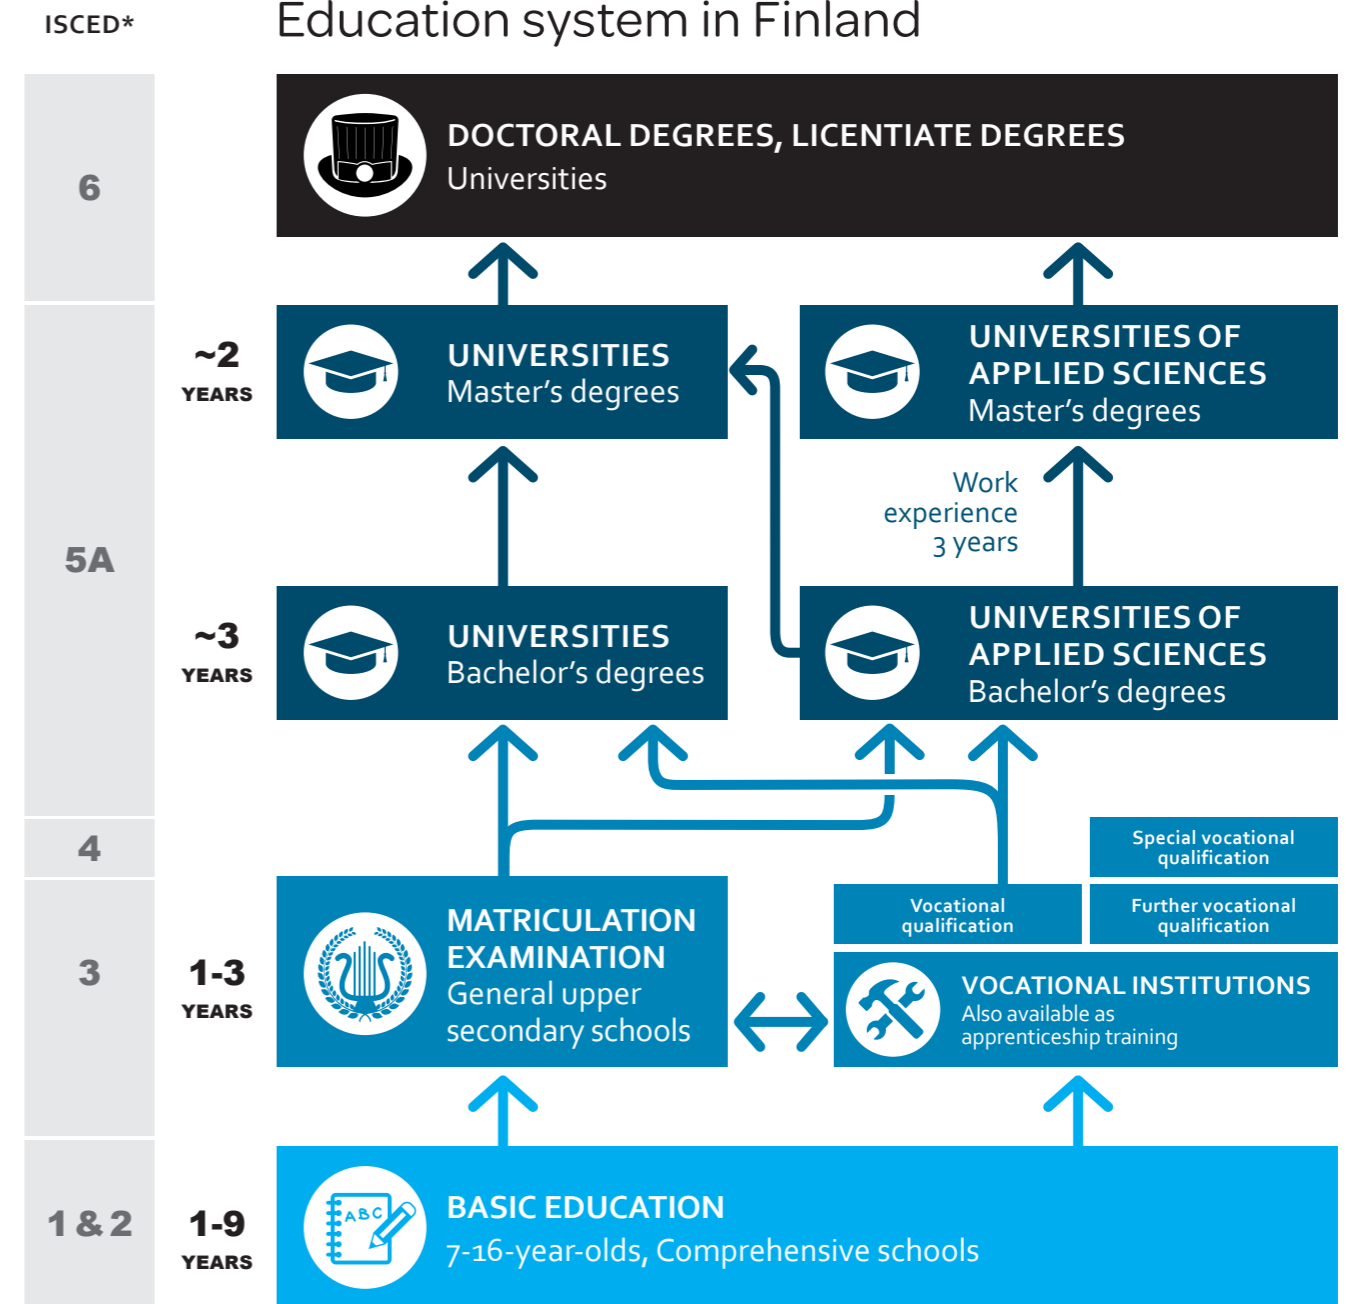 ISCED*
Education system in Finland
6
DOCTORAL DEGREES, LICENTIATE DEGREES
Universities
5A
~2
YEARS
UNIVERSITIES
Master's degrees
UNIVERSITIES OF
APPLIED SCIENCES
Master's degrees
Work
experience
3 years
~3
YEARS
UNIVERSITIES
Bachelor's degrees
UNIVERSITIES OF
APPLIED SCIENCES
Bachelor's degrees
4
Special vocational
qualification
3
1-3
YEARS
MATRICULATION
EXAMINATION
General upper
secondary schools
Vocational
qualification
Further vocational
qualification
VOCATIONAL INSTITUTIONS
Also available as
apprenticeship training
1 & 2
1-9
YEARS
ABC
BASIC EDUCATION
7-16-year-olds, Comprehensive schools